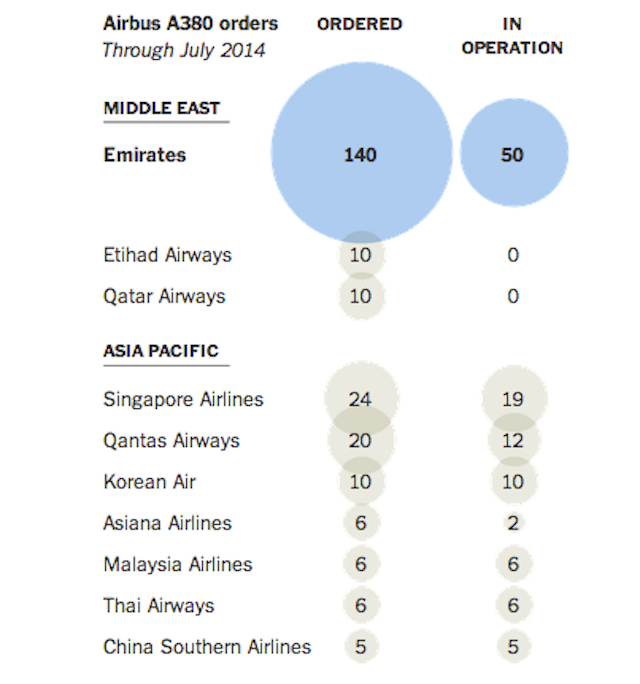 Airbus A380 orders ORDERED IN
Through July 2014 OPERATION
MIDDLE EAST
Emirates 140 50
Etihad Airways 10 0
Qatar Airways 10 0
ASIA PACIFIC
Singapore Airlines 24 19
Qantas Airways 20 12
Korean Air 10 10
Asiana Airlines 6 2
Malaysia Airlines 6 6
Thai Airways 6 6
China Southern Airlines 5 5